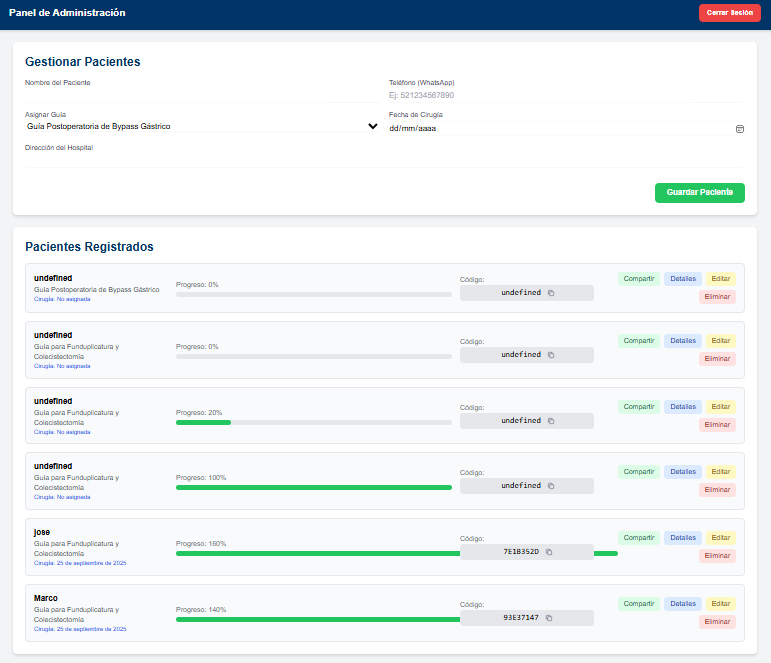 Panel de Administración
Cerrar Sesión
Gestionar Pacientes
Nombre del Paciente
Teléfono (WhatsApp)
Ej: 521234567890
Asignar Guía
Guía Postoperatoria de Bypass Gástrico
Fecha de Cirugía
dd/mm/aaaa
Dirección del Hospital
Guardar Paciente
Pacientes Registrados
undefined
Guía Postoperatoria de Bypass Gástrico
Cirugía: No asignada
Progreso: 0%
Código:
undefined
Compartir
Detalles
Editar
Eliminar
undefined
Guía para Funduplicatura y
Colecistectomía
Cirugía: No asignada
Progreso: 0%
Código:
undefined
Compartir
Detalles
Editar
Eliminar
undefined
Guía para Funduplicatura y
Colecistectomía
Cirugía: No asignada
Progreso: 20%
Código:
undefined
Compartir
Detalles
Editar
Eliminar
undefined
Guía para Funduplicatura y
Colecistectomía
Cirugía: No asignada
Progreso: 100%
Código:
undefined
Compartir
Detalles
Editar
Eliminar
jose
Guía para Funduplicatura y
Colecistectomía
Cirugía: 25 de septiembre de 2025
Progreso: 160%
Código:
7E1B352D
Compartir
Detalles
Editar
Eliminar
Marco
Guía para Funduplicatura y
Colecistectomía
Cirugía: 25 de septiembre de 2025
Progreso: 140%
Código:
93E37147
Compartir
Detalles
Editar
Eliminar